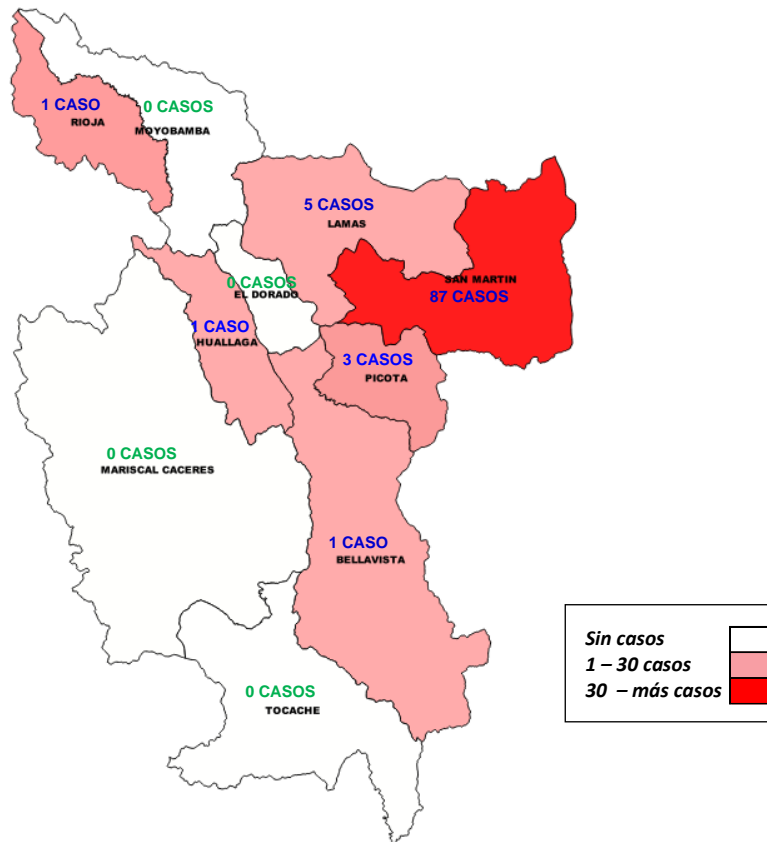 1 CASO
RIOJA
0 CASOS
MOYOBAMBA
5 CASOS
LAMAS
0 CASOS
EL DORADO
SAN MARTIN
87 CASOS
1 CASO
HUALLAGA
3 CASOS
PICOTA
0 CASOS
MARISCAL CACERES
1 CASO
BELLAVISTA
0 CASOS
TOCACHE
Sin casos
1 – 30 casos
30 – más casos